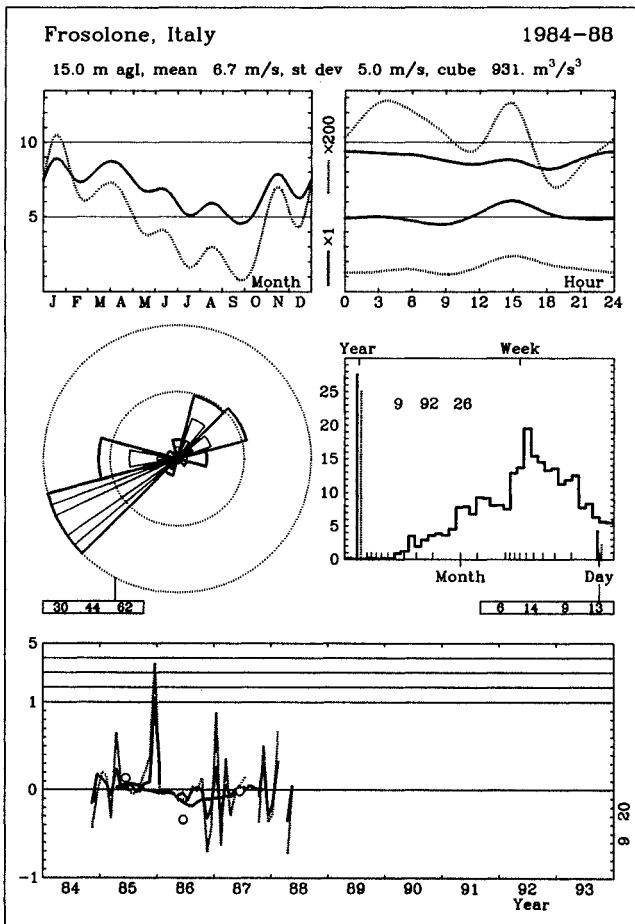 Frosolone, Italy 1984–88
15.0 m agl, mean 6.7 m/s, st dev 5.0 m/s, cube 931. m³/s³
10
5
J F M A M J J A S O N D
Month
×200
×1
0 3 6 9 12 15 18 21 24
Hour
30 44 62
Year Week
25
20
15
10
5
0
9 92 26
Month Day
6 14 9 13
5
1
0
-1
84 85 86 87 88 89 90 91 92 93
Year
9 20